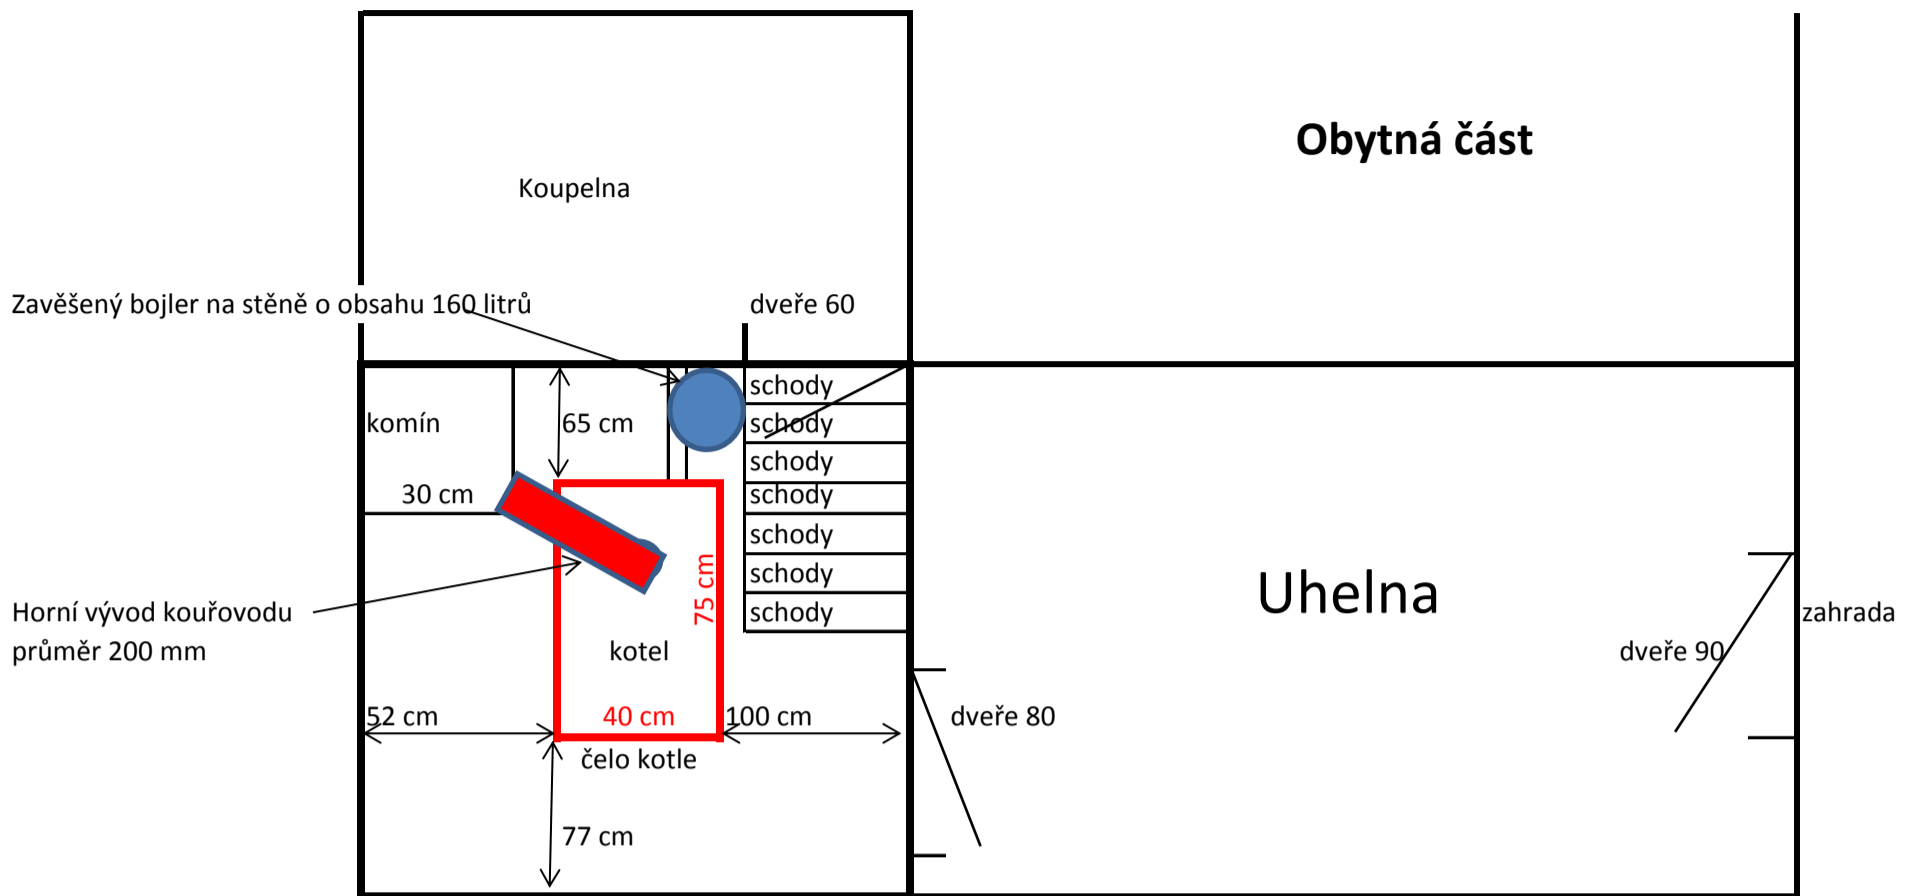 Obytná část
Koupelna
Zavěšený bojler na stěně o obsahu 160 litrů
dveře 60
schody
komín
65 cm
schody
schody
30 cm
schody
schody
75 cm
schody
Uhelna
Horní vývod kouřovodu
průměr 200 mm
schody
zahrada
kotel
dveře 90
52 cm
40 cm
100 cm
dveře 80
čelo kotle
77 cm